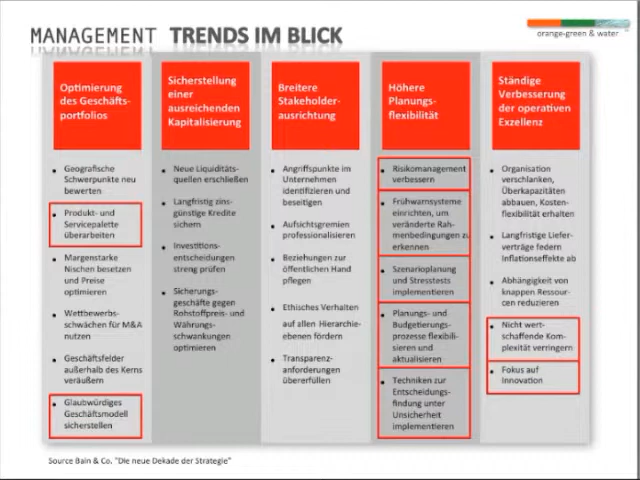 MANAGEMENT TRENDS IM BLICK
orange-green & water
Optimierung
des Geschäfts-
portfolios
Geografische
Schwerpunkte neu
bewerten
Produkt- und
Servicepalette
überarbeiten
Margenstarke
Nischen besetzen
und Preise
optimieren
Wettbewerbs-
schwächen für M&A
nutzen
Geschäftsfelder
außerhalb des Kerns
veräußern
Glaubwürdiges
Geschäftsmodell
sicherstellen
Sicherstellung
einer
ausreichenden
Kapitalisierung
Neue Liquiditäts-
quellen erschließen
Langfristig zins-
günstige Kredite
sichern
Investitions-
entscheidungen
streng prüfen
Sicherungs-
geschäfte gegen
Rohstoffpreis- und
Währungs-
schwankungen
optimieren
Breitere
Stakeholder-
ausrichtung
Angriffspunkte im
Unternehmen
identifizieren und
beseitigen
Aufsichtsgremien
professionalisieren
Beziehungen zur
öffentlichen Hand
pflegen
Ethisches Verhalten
auf allen Hierarchie-
ebenen fördern
Transparenz-
anforderungen
übererfüllen
Höhere
Planungs-
flexibilität
Risikomanagement
verbessern
Frühwarnsysteme
einrichten, um
veränderte Rah-
menbedingungen zu
erkennen
Szenarioplanung
und Stresstests
implementieren
Planungs- und
Budgetierungs-
prozesse flexibili-
sieren und
aktualisieren
Techniken zur
Entscheidungs-
findung unter
Unsicherheit
implementieren
Ständige
Verbesserung
der operativen
Exzellenz
Organisation
verschlanken,
Überkapazitäten
abbauen, Kosten-
flexibilität erhalten
Langfristige Liefer-
verträge federn
Inflationseffekte ab
Abhängigkeit von
knappen Ressour-
cen reduzieren
Nicht wert-
schaffende Kom-
plexität verringern
Fokus auf
Innovation
Source Bain & Co. "Die neue Dekade der Strategie"